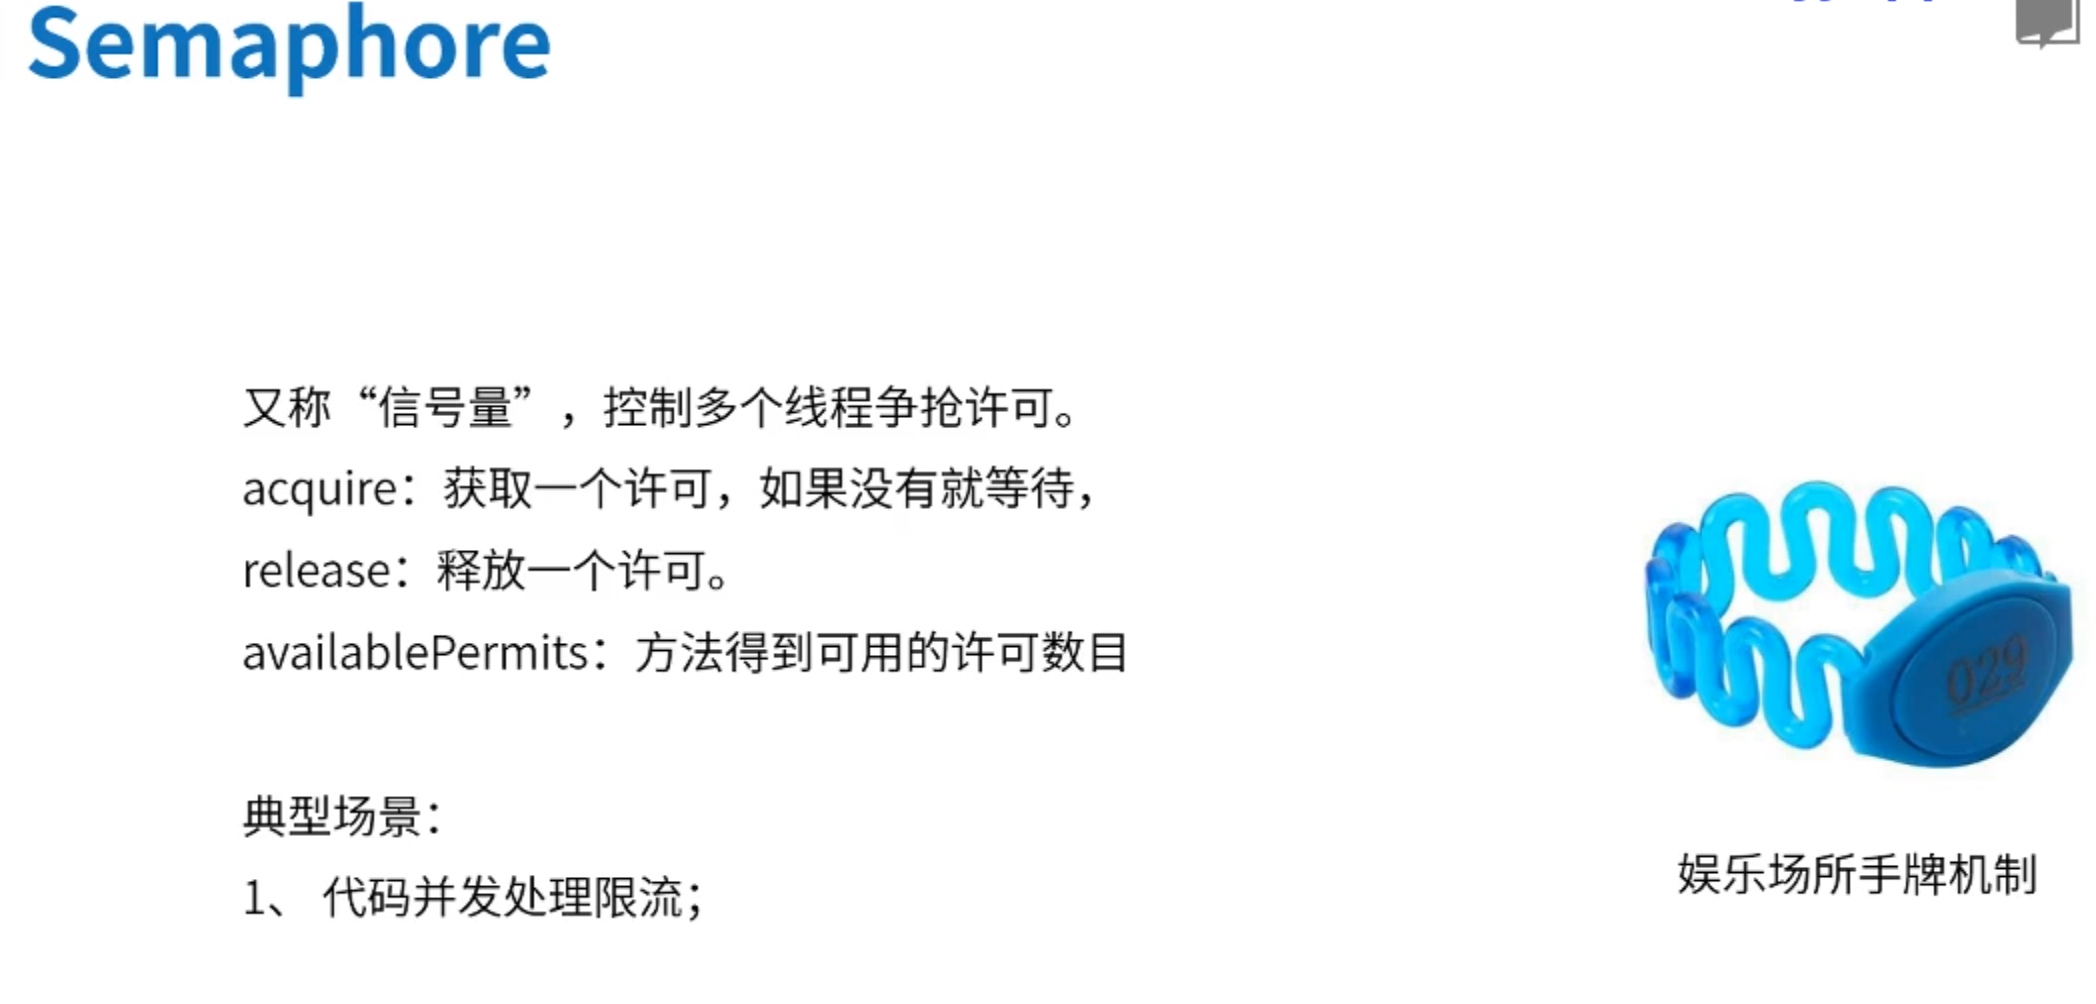 Semaphore
又称“信号量”，控制多个线程争抢许可。
acquire：获取一个许可，如果没有就等待，
release：释放一个许可。
availablePermits：方法得到可用的许可数目
029
典型场景：
娱乐场所手牌机制
1、 代码并发处理限流；